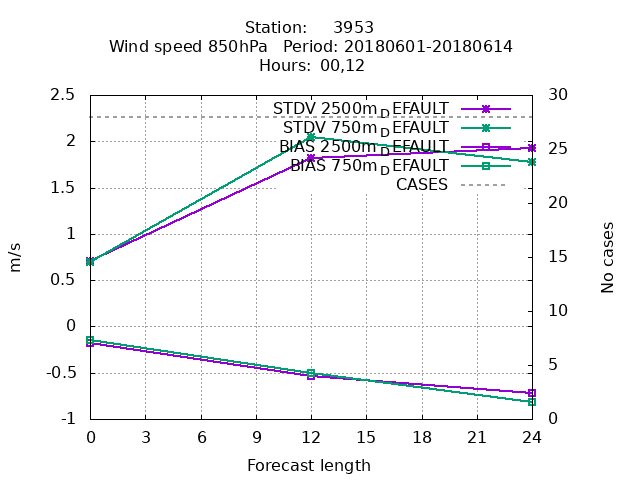 Station: 3953
Wind speed 850hPa Period: 20180601-20180614
Hours: 00,12
2.5
2
1.5
1
0.5
0
-0.5
-1
m/s
STDV 2500m_DEFAULT
STDV 750m_DEFAULT
BIAS 2500m_DEFAULT
BIAS 750m_DEFAULT
CASES
30
25
20
15
10
5
0
No cases
0 3 6 9 12 15 18 21 24
Forecast length